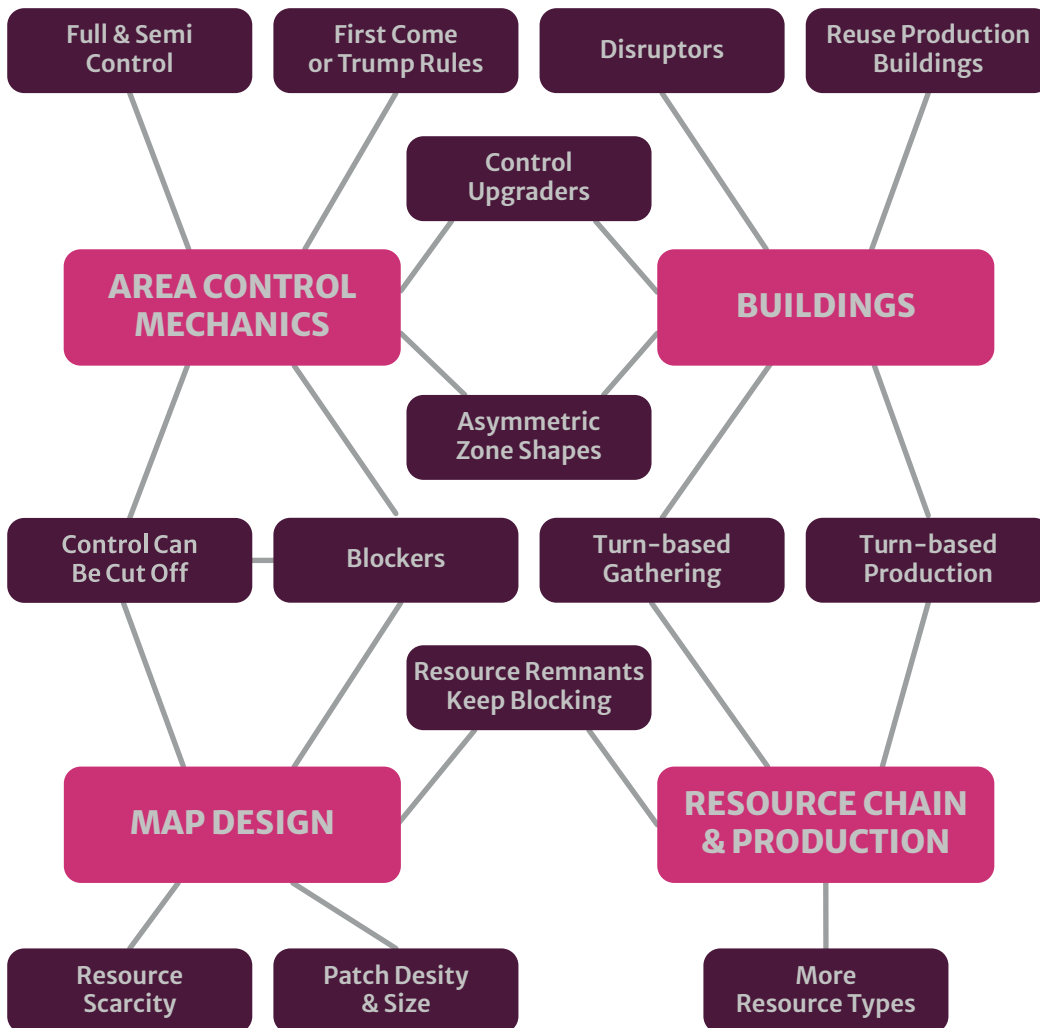 Full & Semi
Control
First Come
or Trump Rules
Disruptors
Reuse Production
Buildings
Control
Upgraders
AREA CONTROL
MECHANICS
BUILDINGS
Asymmetric
Zone Shapes
Control Can
Be Cut Off
Blockers
Turn-based
Gathering
Turn-based
Production
Resource Remnants
Keep Blocking
MAP DESIGN
RESOURCE CHAIN
& PRODUCTION
Resource
Scarcity
Patch Desity
& Size
More
Resource Types